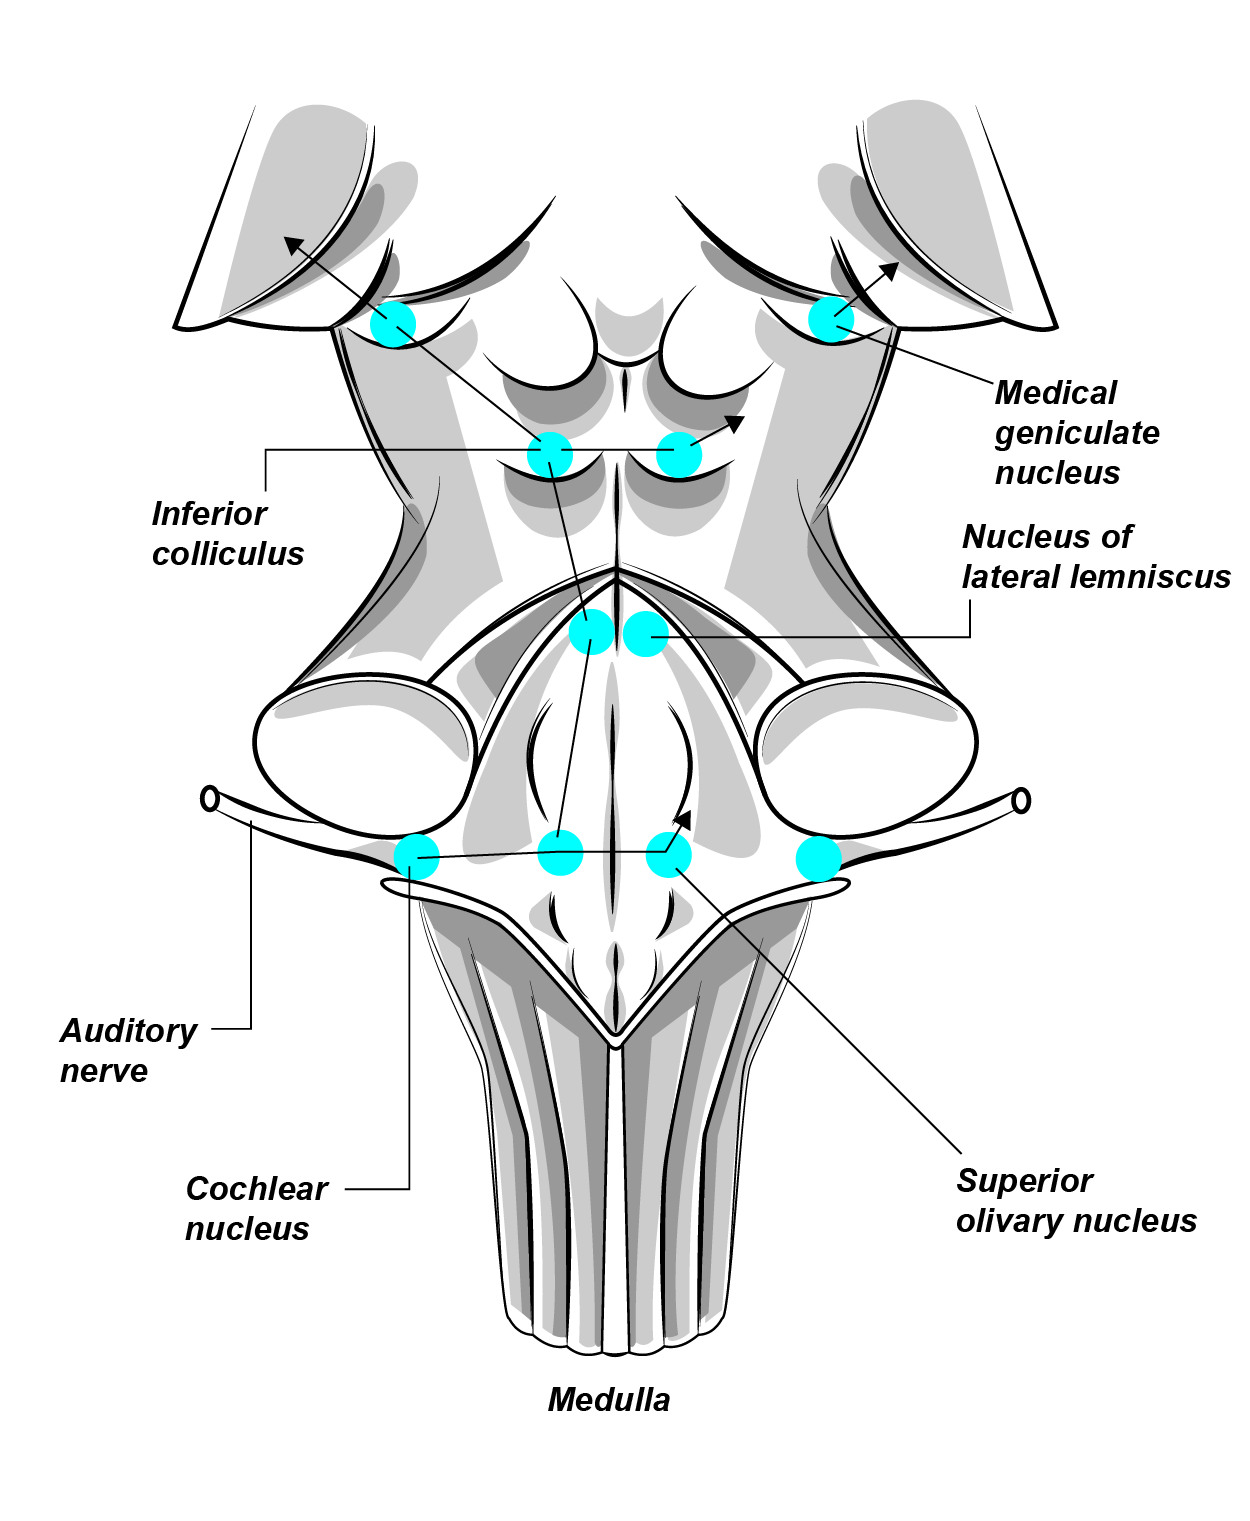 Medical
geniculate
nucleus
Inferior
colliculus
Nucleus of
lateral lemniscus
Auditory
nerve
Cochlear
nucleus
Superior
olivary nucleus
Medulla